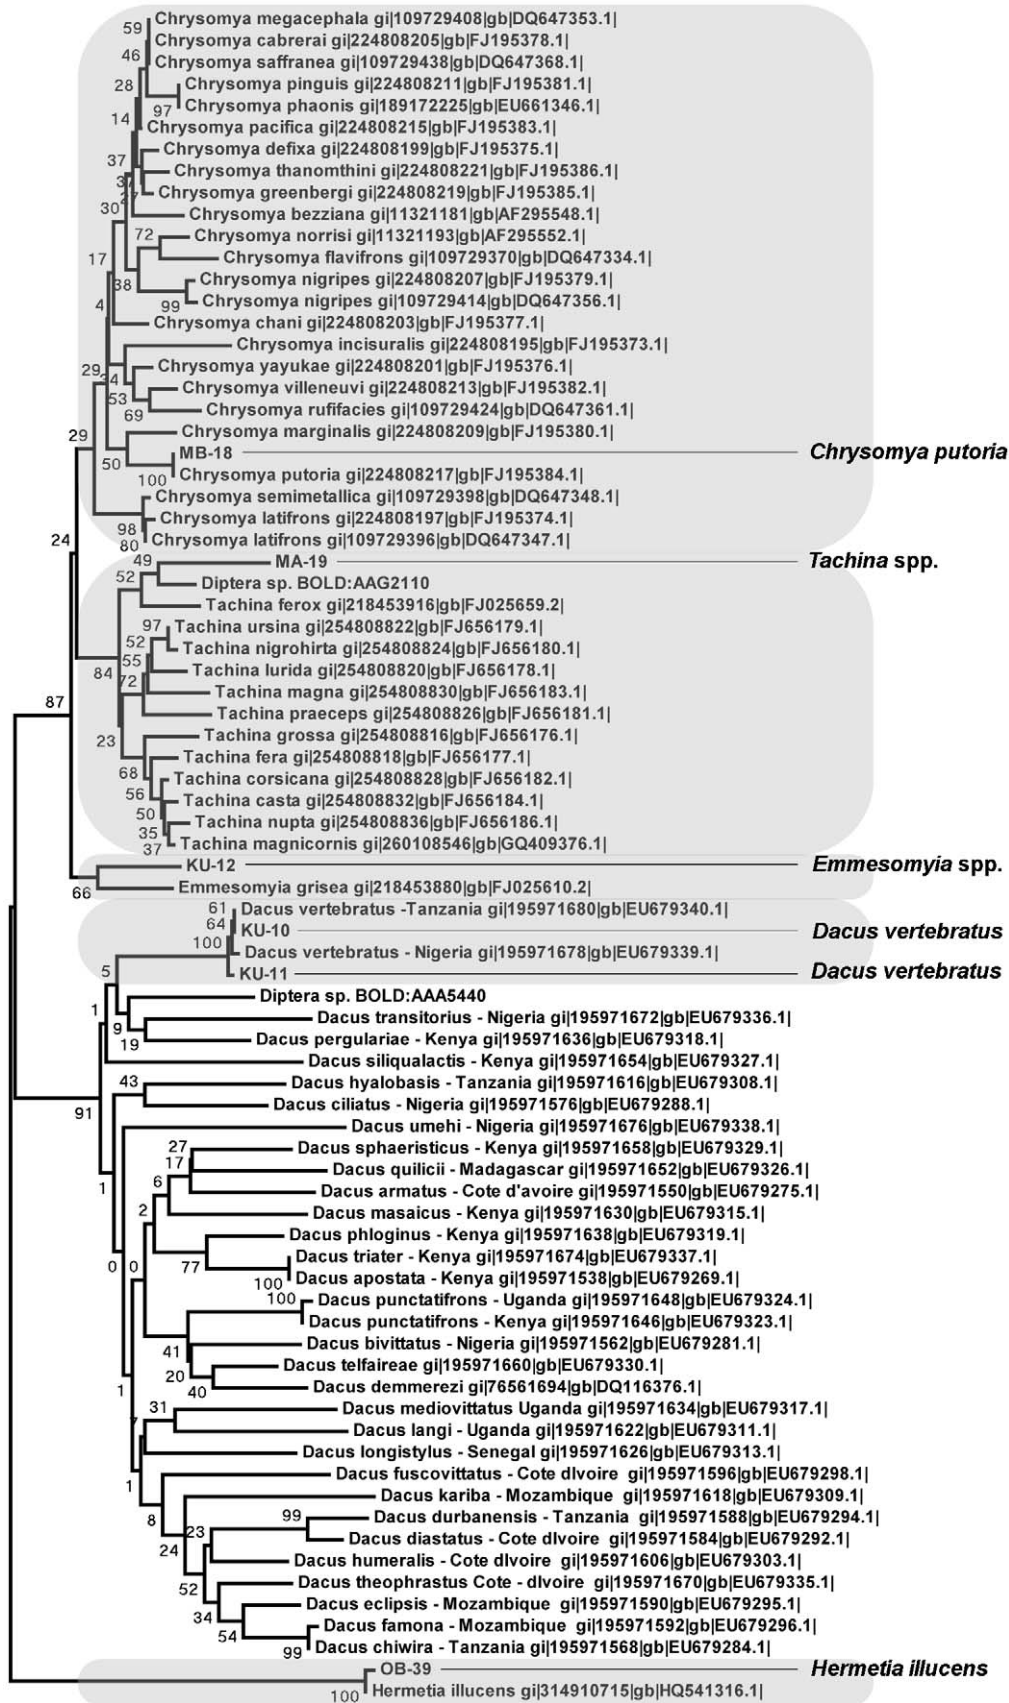 59
Chrysomya megacephala gi|109729408|gb|DQ647353.1|
Chrysomya cabrerai gi|224808205|gb|FJ195378.1|
46
Chrysomya saffranea gi|109729438|gb|DQ647368.1|
28
Chrysomya pinguis gi|224808211|gb|FJ195381.1|
97
Chrysomya phaonis gi|189172225|gb|EU661346.1|
14
Chrysomya pacifica gi|224808215|gb|FJ195383.1|
Chrysomya defixa gi|224808199|gb|FJ195375.1|
37
Chrysomya thanomthini gi|224808221|gb|FJ195386.1|
Chrysomya greenbergi gi|224808219|gb|FJ195385.1|
30
Chrysomya bezziana gi|11321181|gb|AF295548.1|
72
Chrysomya norrisi gi|11321193|gb|AF295552.1|
17
Chrysomya flavifrons gi|109729370|gb|DQ647334.1|
38
Chrysomya nigripes gi|224808207|gb|FJ195379.1|
4
99
Chrysomya nigripes gi|109729414|gb|DQ647356.1|
Chrysomya chani gi|224808203|gb|FJ195377.1|
Chrysomya incisuralis gi|224808195|gb|FJ195373.1|
29
34
Chrysomya yayukae gi|224808201|gb|FJ195376.1|
53
Chrysomya villeneuvi gi|224808213|gb|FJ195382.1|
69
Chrysomya rufifacies gi|109729424|gb|DQ647361.1|
29
Chrysomya marginalis gi|224808209|gb|FJ195380.1|
MB-18
Chrysomya putoria
50
100
Chrysomya putoria gi|224808217|gb|FJ195384.1|
Chrysomya semimetallica gi|109729398|gb|DQ647348.1|
Chrysomya latifrons gi|224808197|gb|FJ195374.1|
98
80
Chrysomya latifrons gi|109729396|gb|DQ647347.1|
24
49
MA-19
Tachina spp.
52
Diptera sp. BOLD:AAG2110
Tachina ferox gi|218453916|gb|FJ025659.2|
97
Tachina ursina gi|254808822|gb|FJ656179.1|
52
Tachina nigrohirta gi|254808824|gb|FJ656180.1|
55
84
Tachina lurida gi|254808820|gb|FJ656178.1|
72
Tachina magna gi|254808830|gb|FJ656183.1|
87
Tachina praeceps gi|254808826|gb|FJ656181.1|
23
Tachina grossa gi|254808816|gb|FJ656176.1|
Tachina fera gi|254808818|gb|FJ656177.1|
68
Tachina corsicana gi|254808828|gb|FJ656182.1|
56
Tachina casta gi|254808832|gb|FJ656184.1|
50
Tachina nupta gi|254808836|gb|FJ656186.1|
35
37
Tachina magnicornis gi|260108546|gb|GQ409376.1|
KU-12
Emmesomyia spp.
66
Emmesomyia grisea gi|218453880|gb|FJ025610.2|
61
Dacus vertebratus -Tanzania gi|195971680|gb|EU679340.1|
64
KU-10
Dacus vertebratus
100
Dacus vertebratus - Nigeria gi|195971678|gb|EU679339.1|
5
KU-11
Dacus vertebratus
Diptera sp. BOLD:AAA5440
1
9
Dacus transitorius - Nigeria gi|195971672|gb|EU679336.1|
19
Dacus pergulariae - Kenya gi|195971636|gb|EU679318.1|
Dacus siliqualactis - Kenya gi|195971654|gb|EU679327.1|
43
Dacus hyalobasis - Tanzania gi|195971616|gb|EU679308.1|
91
Dacus ciliatus - Nigeria gi|195971576|gb|EU679288.1|
Dacus umehi - Nigeria gi|195971676|gb|EU679338.1|
27
Dacus sphaeristicus - Kenya gi|195971658|gb|EU679329.1|
17
Dacus quilicii - Madagascar gi|195971652|gb|EU679326.1|
1
6
Dacus armatus - Cote d'avoire gi|195971550|gb|EU679275.1|
2
Dacus masaicus - Kenya gi|195971630|gb|EU679315.1|
Dacus phloginus - Kenya gi|195971638|gb|EU679319.1|
0
0
77
Dacus triater - Kenya gi|195971674|gb|EU679337.1|
100
Dacus apostata - Kenya gi|195971538|gb|EU679269.1|
100
Dacus punctatifrons - Uganda gi|195971648|gb|EU679324.1|
Dacus punctatifrons - Kenya gi|195971646|gb|EU679323.1|
41
Dacus bivittatus - Nigeria gi|195971562|gb|EU679281.1|
20
Dacus telfaireae gi|195971660|gb|EU679330.1|
1
40
Dacus demmerezi gi|76561694|gb|DQ116376.1|
31
Dacus mediovittatus Uganda gi|195971634|gb|EU679317.1|
7
Dacus langi - Uganda gi|195971622|gb|EU679311.1|
Dacus longistylus - Senegal gi|195971626|gb|EU679313.1|
1
Dacus fuscovittatus - Cote dIvoire gi|195971596|gb|EU679298.1|
Dacus kariba - Mozambique gi|195971618|gb|EU679309.1|
8
99
Dacus durbanensis - Tanzania gi|195971588|gb|EU679294.1|
23
Dacus diastatus - Cote dIvoire gi|195971584|gb|EU679292.1|
24
Dacus humeralis - Cote dIvoire gi|195971606|gb|EU679303.1|
52
Dacus theophrastus Cote - dIvoire gi|195971670|gb|EU679335.1|
34
Dacus eclipsis - Mozambique gi|195971590|gb|EU679295.1|
54
Dacus famona - Mozambique gi|195971592|gb|EU679296.1|
99
Dacus chiwira - Tanzania gi|195971568|gb|EU679284.1|
OB-39
Hermetia illucens
100
Hermetia illucens gi|314910715|gb|HQ541316.1|